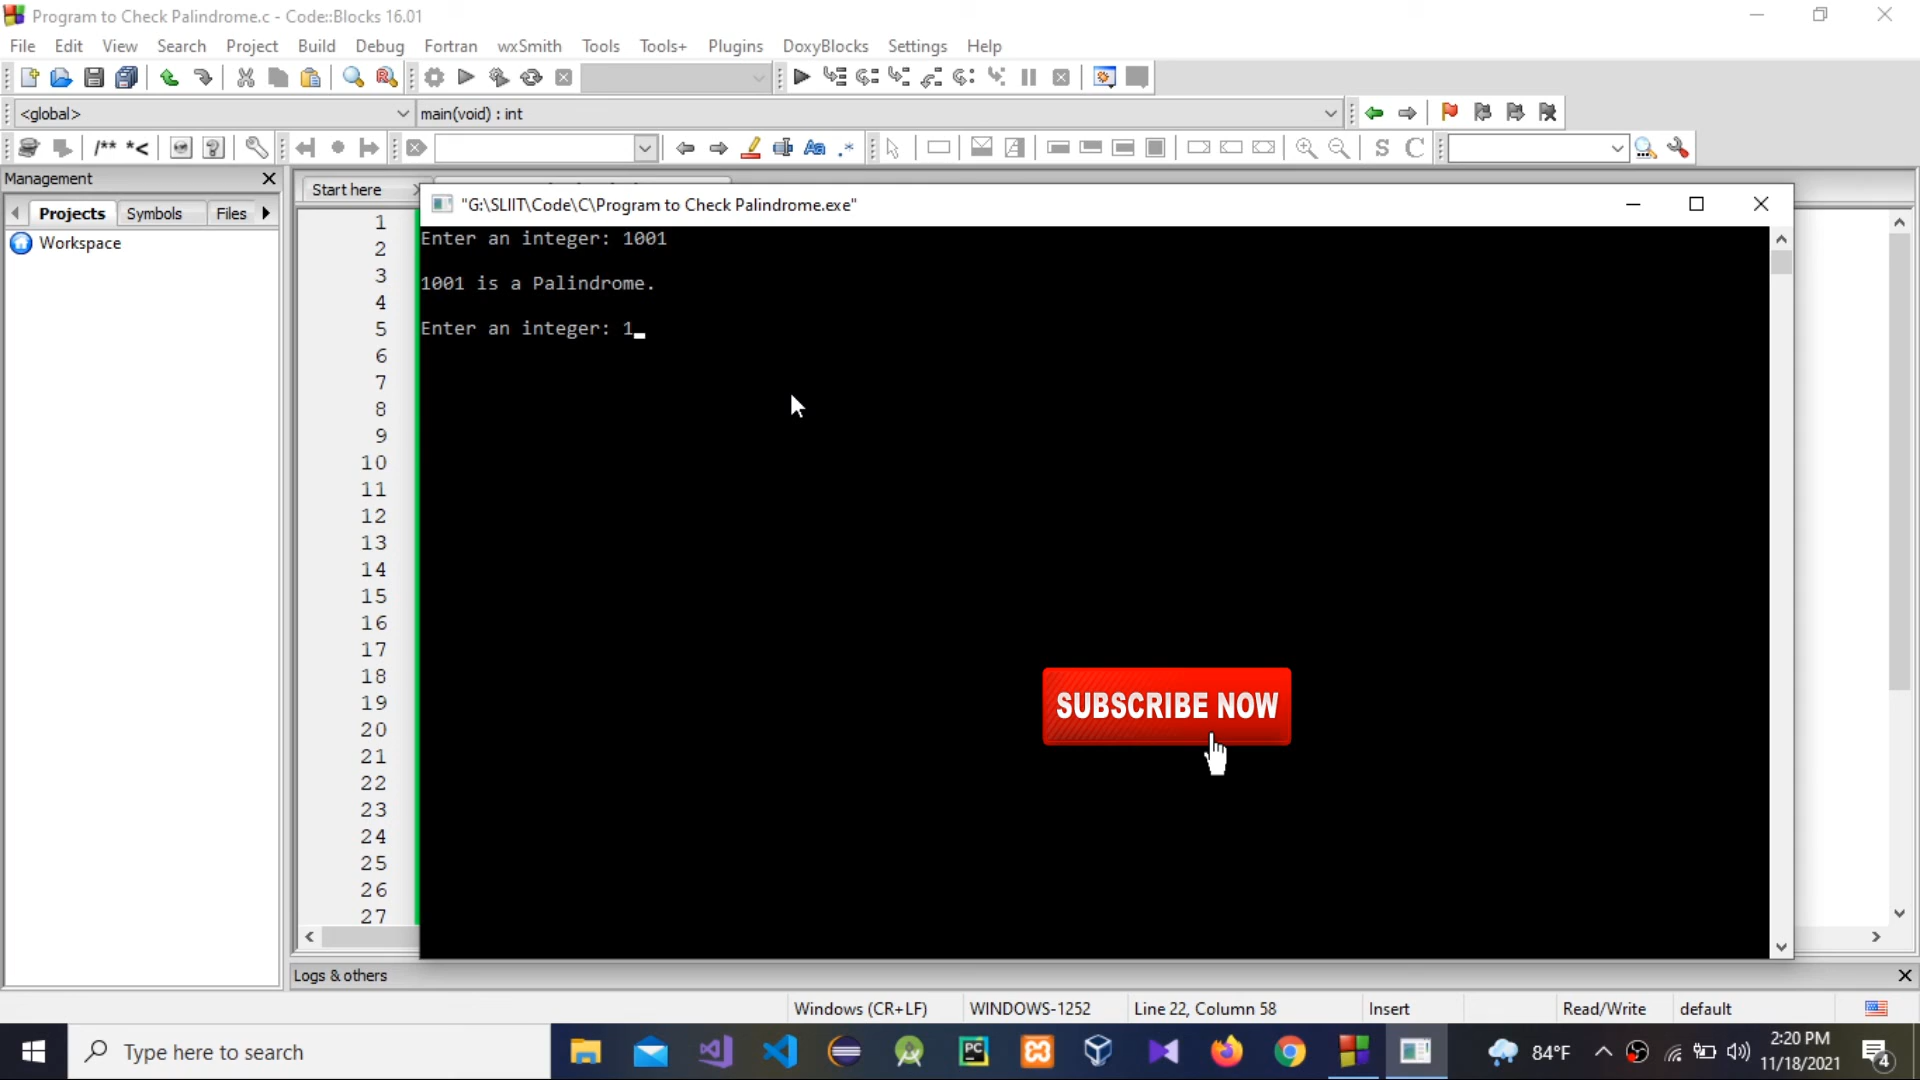 Program to Check Palindrome.c - Code::Blocks 16.01
File Edit View Search Project Build Debug Fortran wxSmith Tools Tools+ Plugins DoxyBlocks Settings Help
<global> main(void) : int
/** *<
Aa .* S C
Management
Start here
"G:\SLIIT\Code\C\Program to Check Palindrome.exe"
Projects Symbols Files
Workspace
1
2
3
4
5
6
7
8
9
10
11
12
13
14
15
16
17
18
19
20
21
22
23
24
25
26
27
Enter an integer: 1001
1001 is a Palindrome.
Enter an integer: 1_
SUBSCRIBE NOW
Logs & others
Windows (CR+LF) WINDOWS-1252 Line 22, Column 58 Insert Read/Write default
Type here to search
PC
84°F
2:20 PM
11/18/2021
4